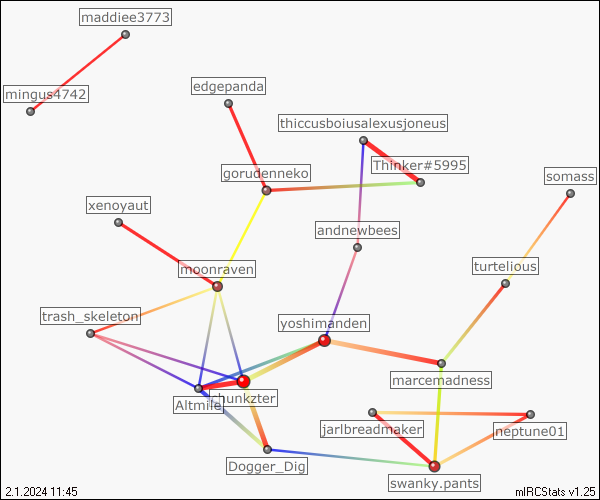 maddiee3773
mingus4742
edgepanda
thiccusboiusalexusjoneus
Thinker#5995
gorudenneko
somass
xenoyaut
andnewbees
moonraven
turtelious
trash_skeleton
yoshimanden
marcemadness
chunkzter
Altmile
jarlbreadmaker
neptune01
Dogger_Dig
swanky.pants
2.1.2024 11:45
mIRCStats v1.25